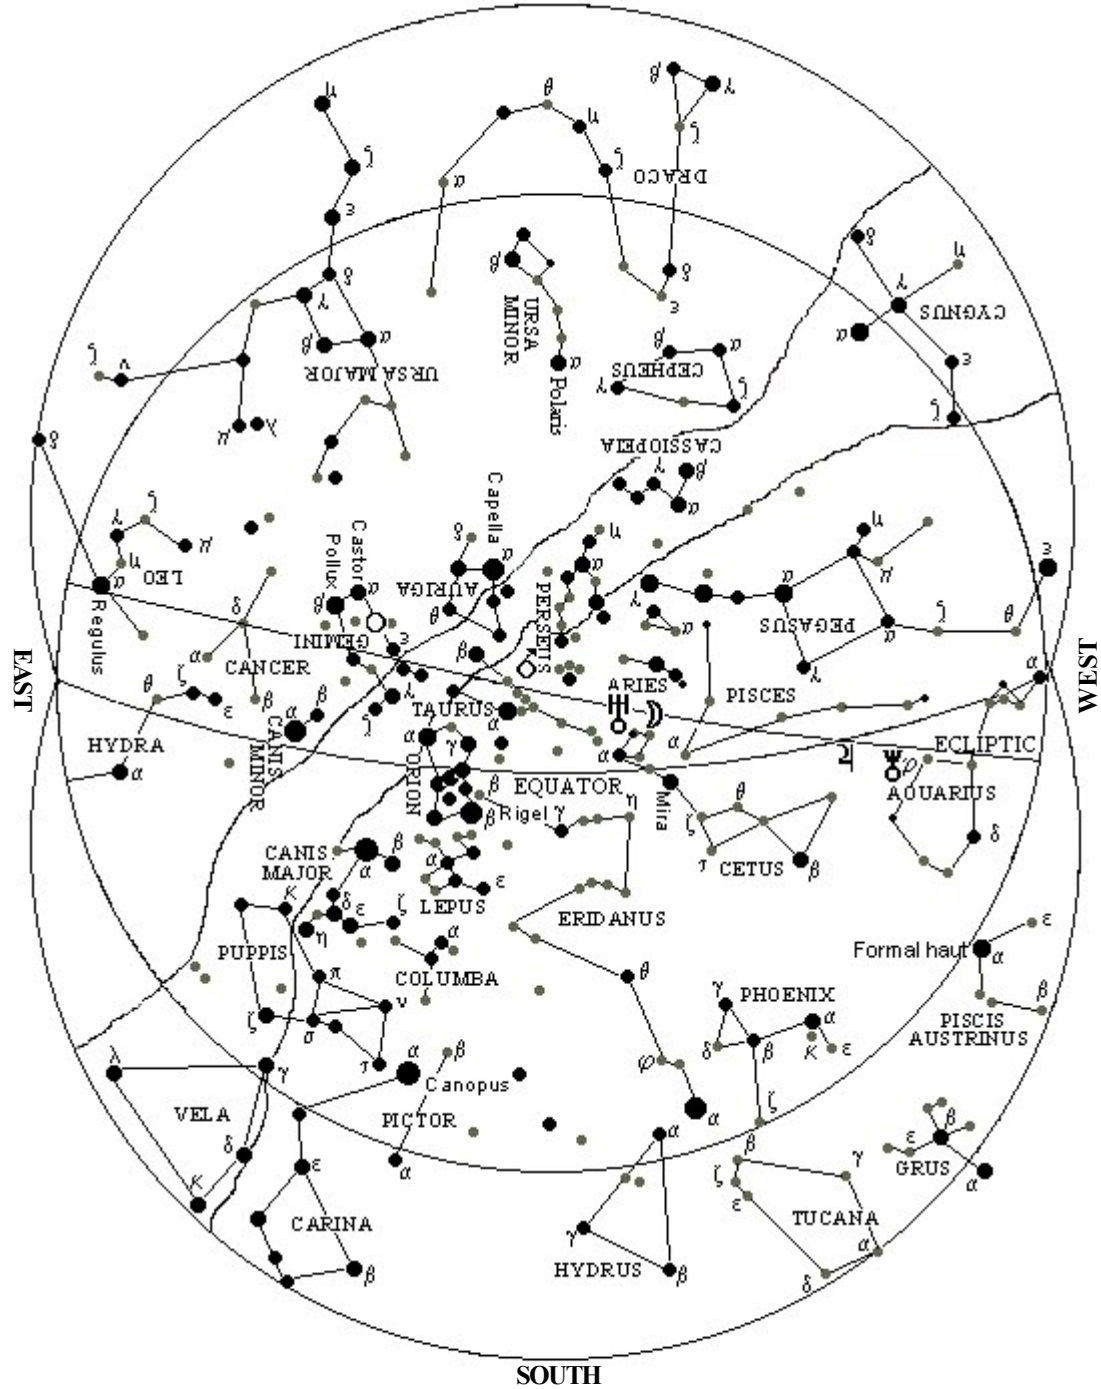 μ
ζ
ε
δ
γ
β
α
URSA MAJOR
ν
ζ
μ
λ
θ
η
ζ
α
β
γ
ζ
DRACO
δ
ε
β
URSA
MINOR
α
Polaris
β
α
CEPHEUS
γ
ζ
δ
η
γ
CYGNUS
α
ε
ζ
CASSIOPEIA
γ
β
α
Capella
δ
α
AURIGA
θ
Castor
Pollux
α
β
GEMINI
ε
γ
ζ
δ
γ
ζ
μ
η
α
LEO
Regulus
δ
α
CANCER
β
PERSEUS
η
γ
α
α
PEGASUS
η
μ
α
γ
ζ
θ
ε
α
EAST
WEST
θ
ζ
ε
HYDRA
α
α
β
CANIS
MINOR
β
TAURUS
α
ARIES
PISCES
α
α
ECLIPTIC
φ
AQUARIUS
δ
α
γ
ORION
β
EQUATOR
β
Rigel
γ
η
Mira
ζ
θ
τ
CETUS
β
CANIS
MAJOR
β
α
α
LEPUS
ε
δ
ε
ζ
η
ERIDANUS
κ
PUPPIS
π
ν
ζ
σ
τ
COLUMBA
α
θ
φ
α
γ
PHOENIX
α
δ
β
κ
ε
ζ
Formal haut
α
ε
β
PISCIS
AUSTRINUS
λ
γ
VELA
δ
κ
α
β
Canopus
PICTOR
α
ε
CARINA
β
α
γ
HYDRUS
β
β
ζ
ε
γ
TUCANA
α
δ
β
ε
GRUS
α
SOUTH